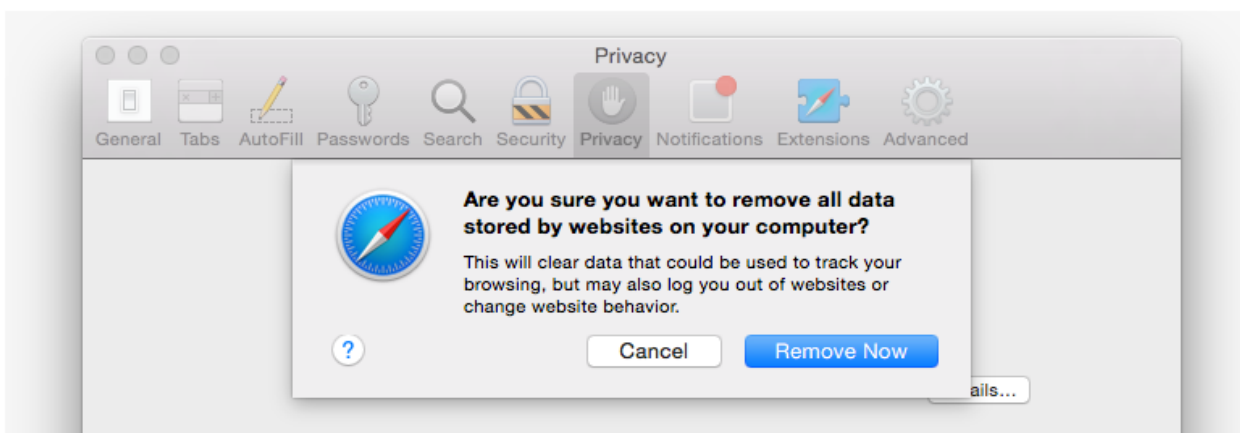 Privacy
General Tabs AutoFill Passwords Search Security Privacy Notifications Extensions Advanced
Are you sure you want to remove all data
stored by websites on your computer?
This will clear data that could be used to track your
browsing, but may also log you out of websites or
change website behavior.
?
Cancel Remove Now
ails...